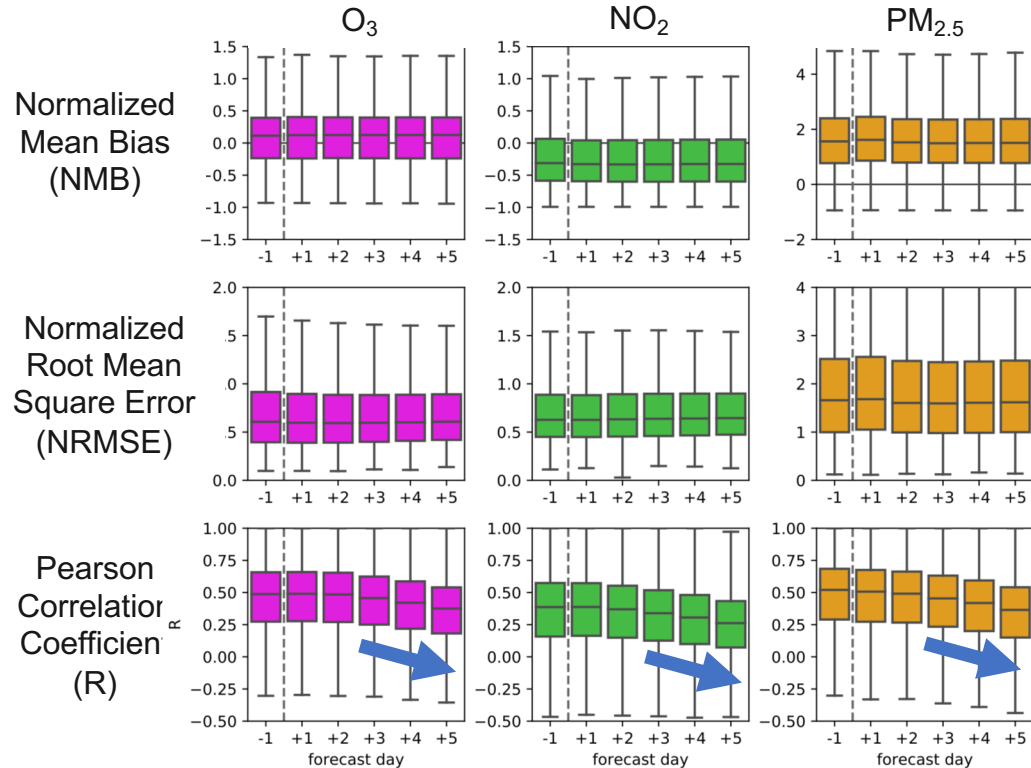 O₃ NO₂ PM₂.₅
Normalized
Mean Bias
(NMB)
1.5
1.0
0.5
0.0
−0.5
−1.0
−1.5
-1 +1 +2 +3 +4 +5
1.5
1.0
0.5
0.0
−0.5
−1.0
−1.5
-1 +1 +2 +3 +4 +5
4
2
0
−2
-1 +1 +2 +3 +4 +5
Normalized
Root Mean
Square Error
(NRMSE)
2.0
.5
0.0
.5
0.0
-1 +1 +2 +3 +4 +5
2.0
1.5
1.0
0.5
0.0
-1 +1 +2 +3 +4 +5
4
3
2
1
0
-1 +1 +2 +3 +4 +5
Pearson
Correlation
Coefficient
(R)
R
1.00
0.75
0.50
0.25
0.00
−0.25
−0.50
-1 +1 +2 +3 +4 +5
forecast day
1.00
0.75
0.50
0.25
0.00
−0.25
−0.50
-1 +1 +2 +3 +4 +5
forecast day
1.00
0.75
0.50
0.25
0.00
−0.25
−0.50
-1 +1 +2 +3 +4 +5
forecast day